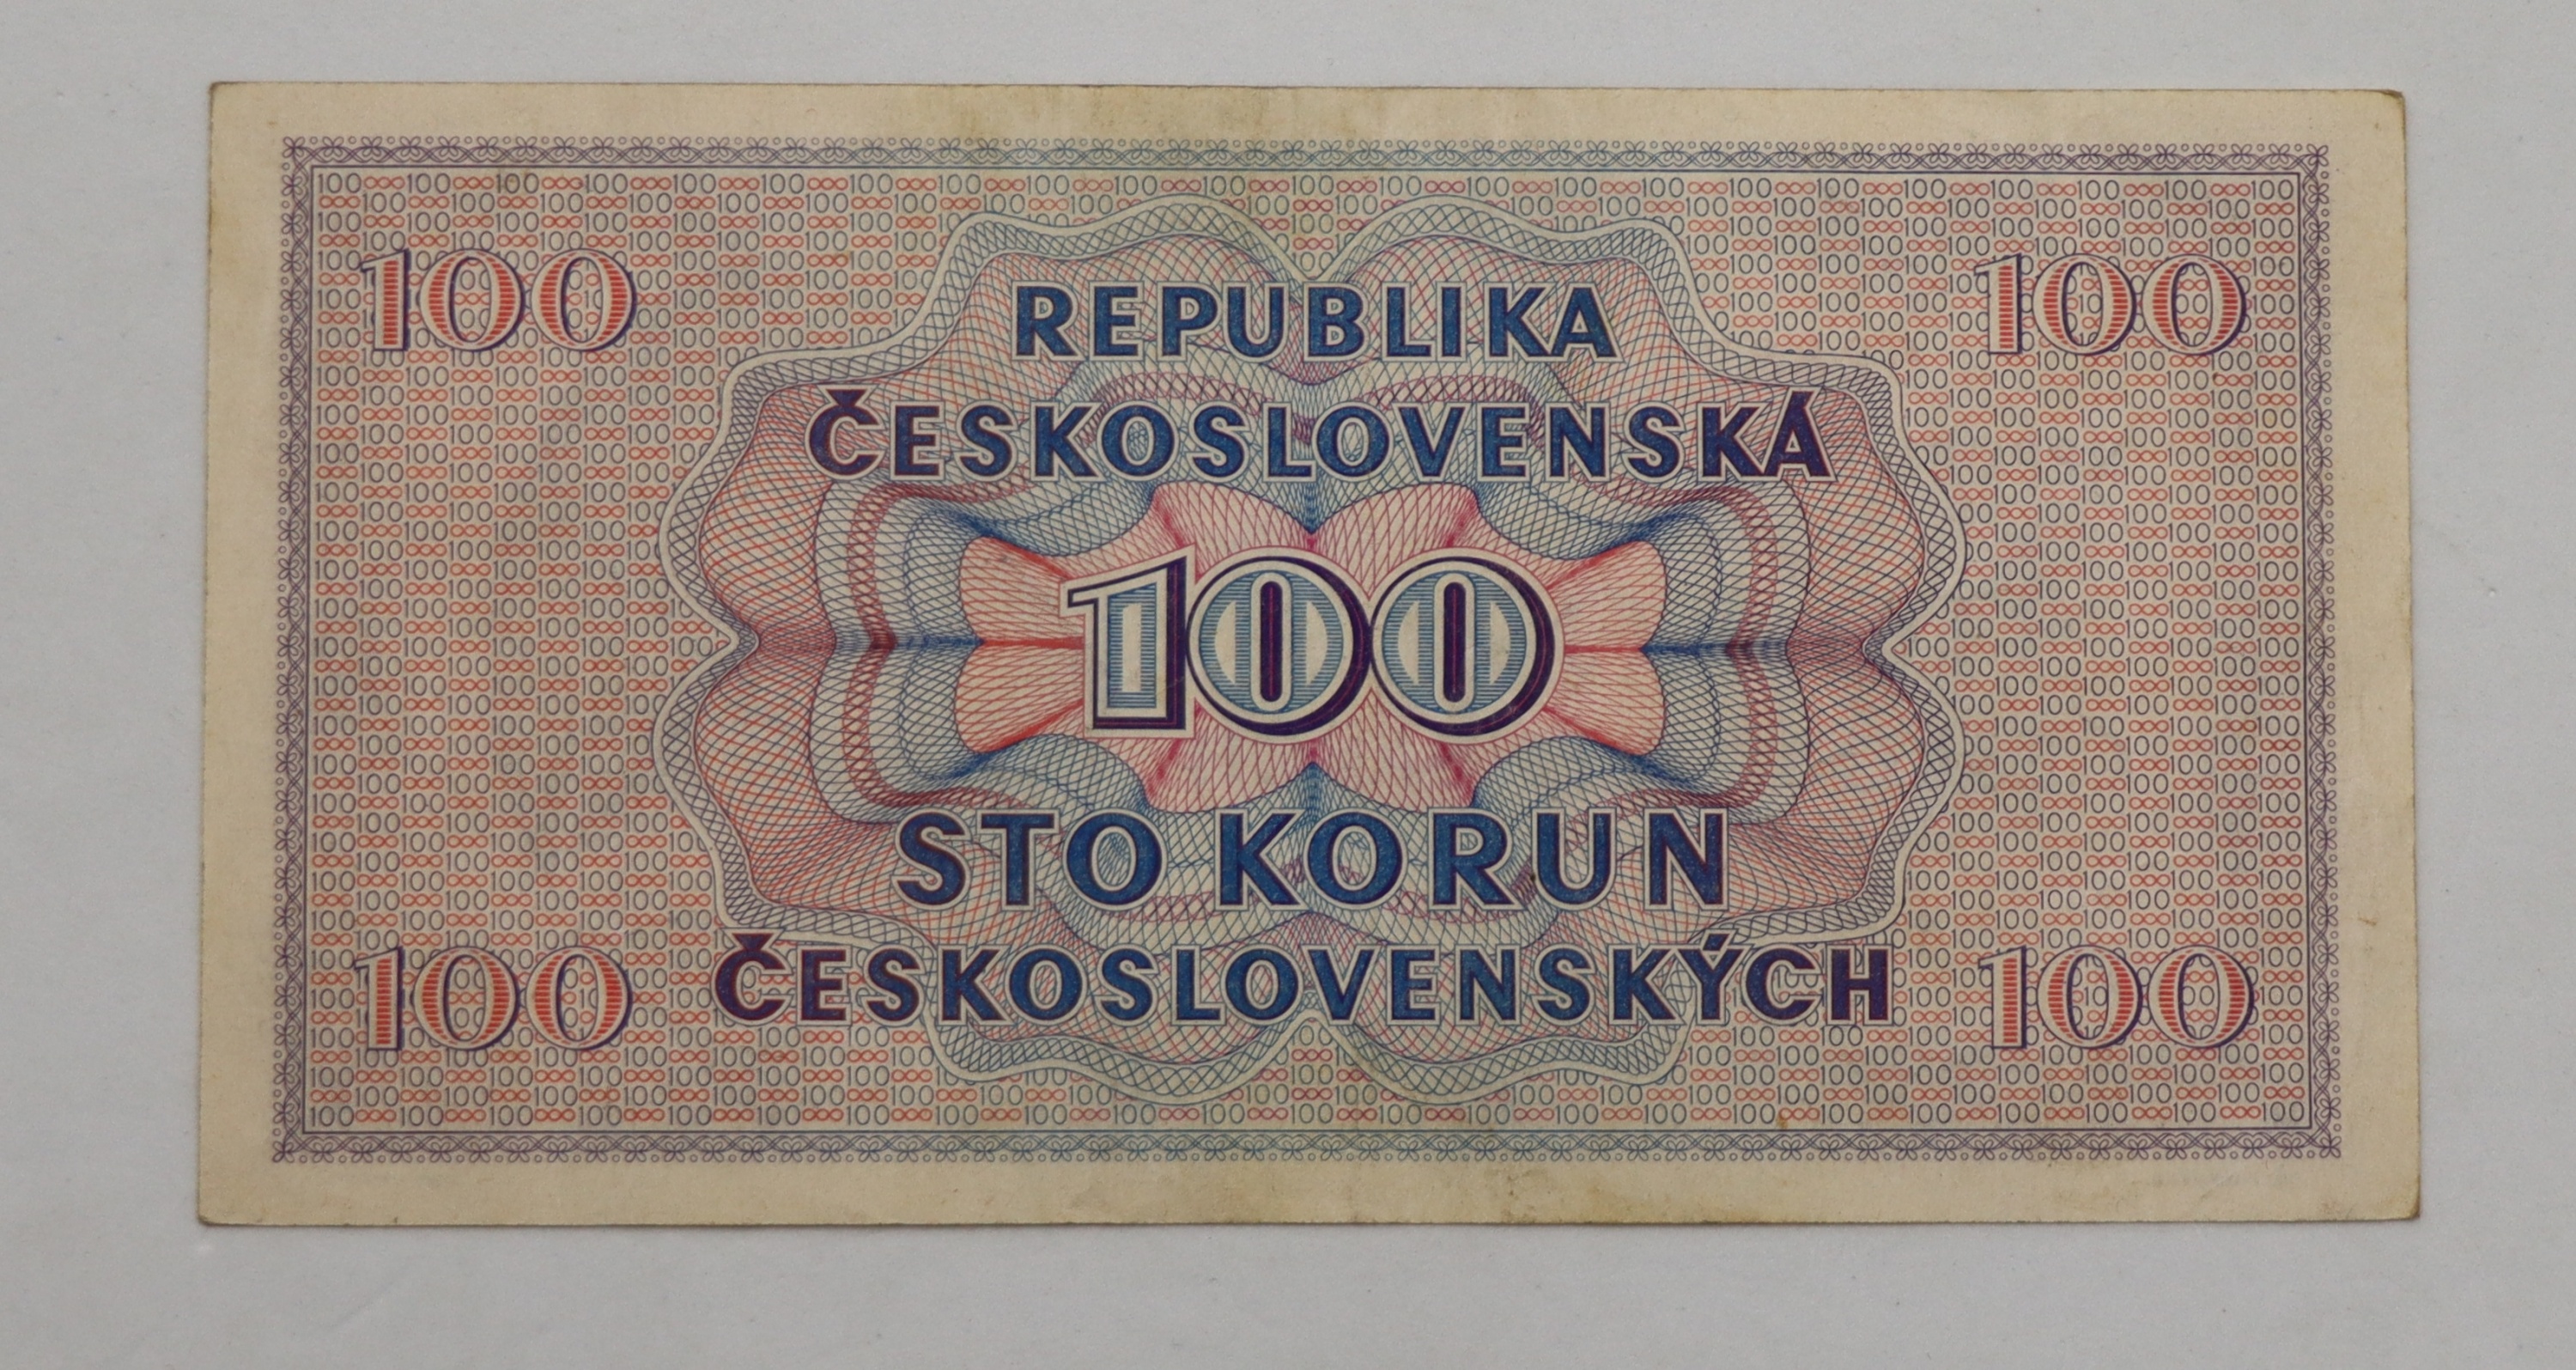 100 100
REPUBLIKA
ČESKOSLOVENSKÁ
100
STO KORUN
ČESKOSLOVENSKÝCH
100 100